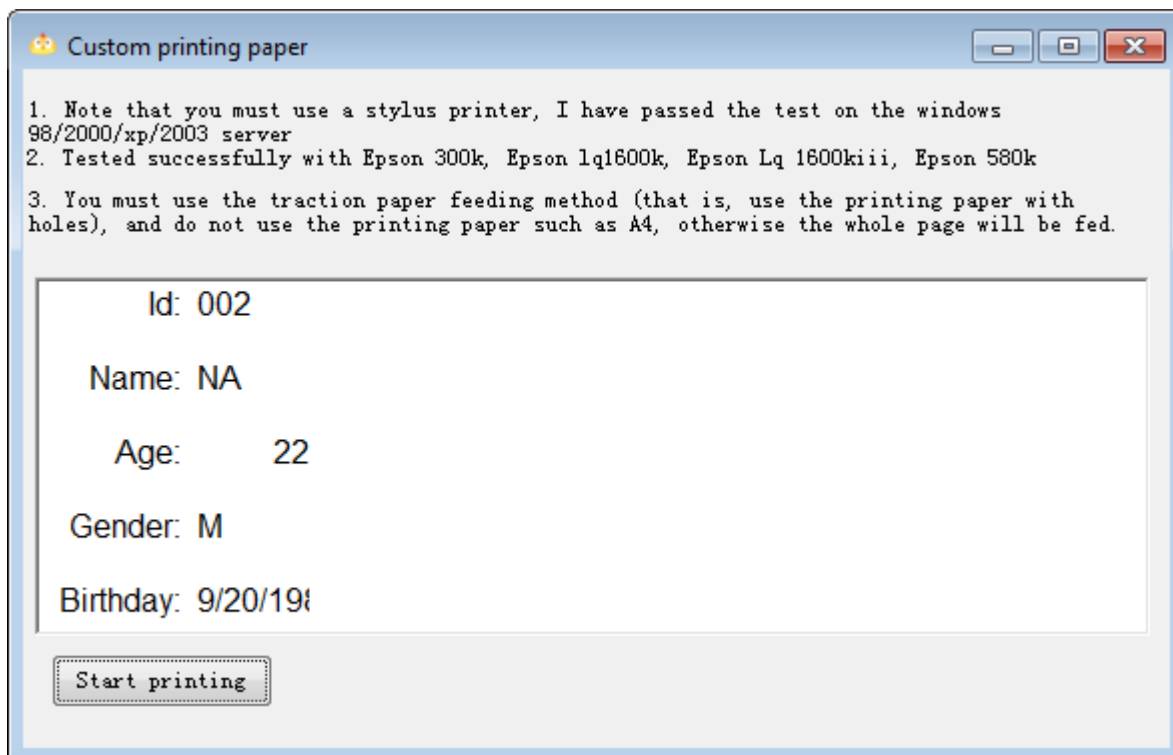 Custom printing paper
1. Note that you must use a stylus printer, I have passed the test on the windows
98/2000/xp/2003 server
2. Tested successfully with Epson 300k, Epson lq1600k, Epson Lq 1600kiii, Epson 580k
3. You must use the traction paper feeding method (that is, use the printing paper with
holes), and do not use the printing paper such as A4, otherwise the whole page will be fed.
Id: 002
Name: NA
Age: 22
Gender: M
Birthday: 9/20/198
Start printing